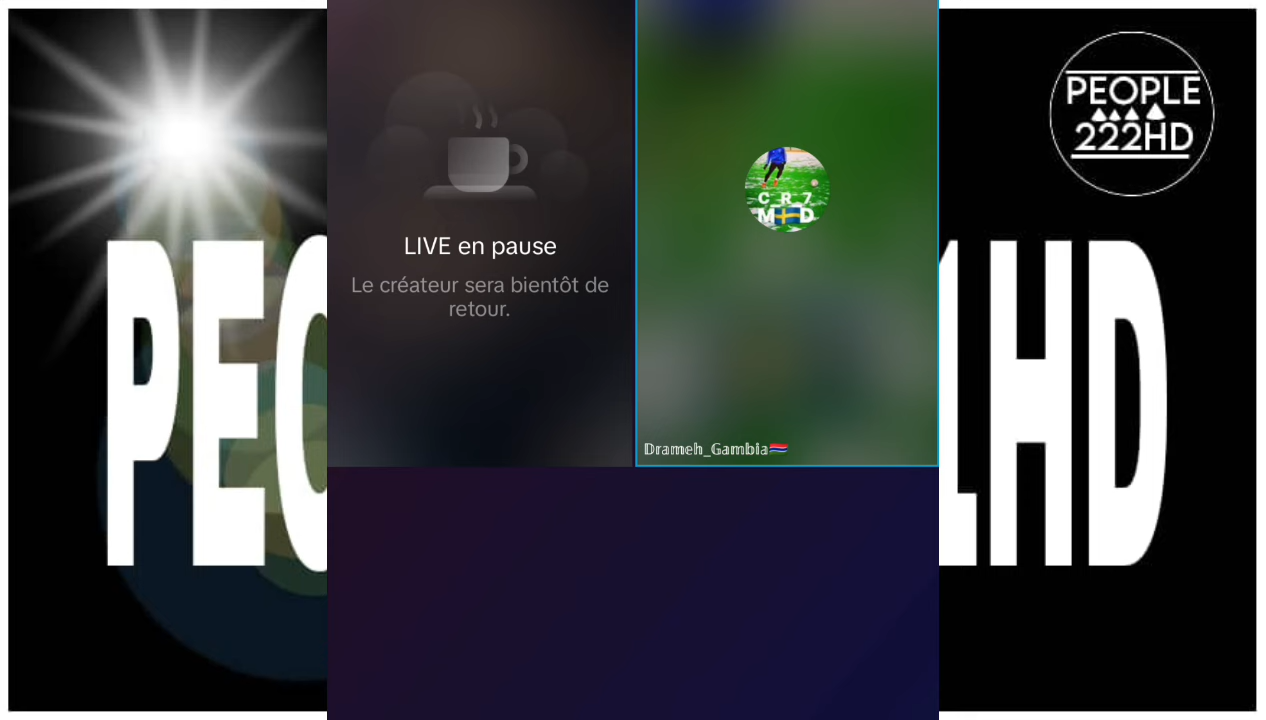 PEOPLE
222HD
PEO
LHD
LIVE en pause
Le créateur sera bientôt de
retour.
C R 7
M🇸🇪D
𝔻𝕣𝕒𝕞𝕖𝕙_𝔾𝕒𝕞𝕓𝕚𝕒🇬🇲